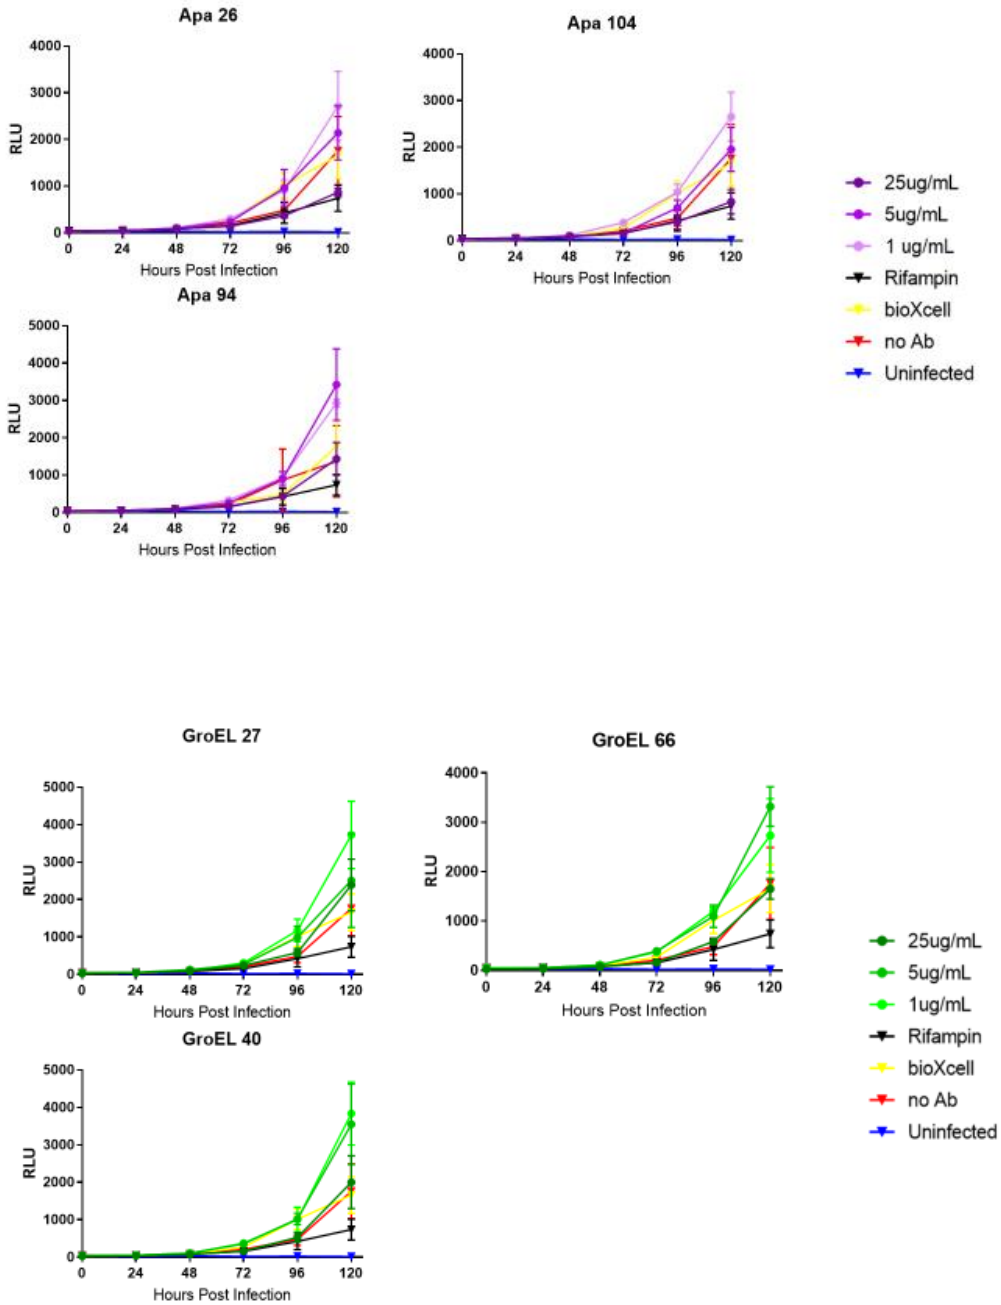 Apa 26
4000
3000
2000
1000
0
RLU
0 24 48 72 96 120
Hours Post Infection
Apa 104
4000
3000
2000
1000
0
RLU
0 24 48 72 96 120
Hours Post Infection
Apa 94
5000
4000
3000
2000
1000
0
RLU
0 24 48 72 96 120
Hours Post Infection
25ug/mL
5ug/mL
1 ug/mL
Rifampin
bioXcell
no Ab
Uninfected
GroEL 27
5000
4000
3000
2000
1000
0
RLU
0 24 48 72 96 120
Hours Post Infection
GroEL 66
4000
3000
2000
1000
0
RLU
0 24 48 72 96 120
Hours Post Infection
GroEL 40
5000
4000
3000
2000
1000
0
RLU
0 24 48 72 96 120
Hours Post Infection
25ug/mL
5ug/mL
1ug/mL
Rifampin
bioXcell
no Ab
Uninfected